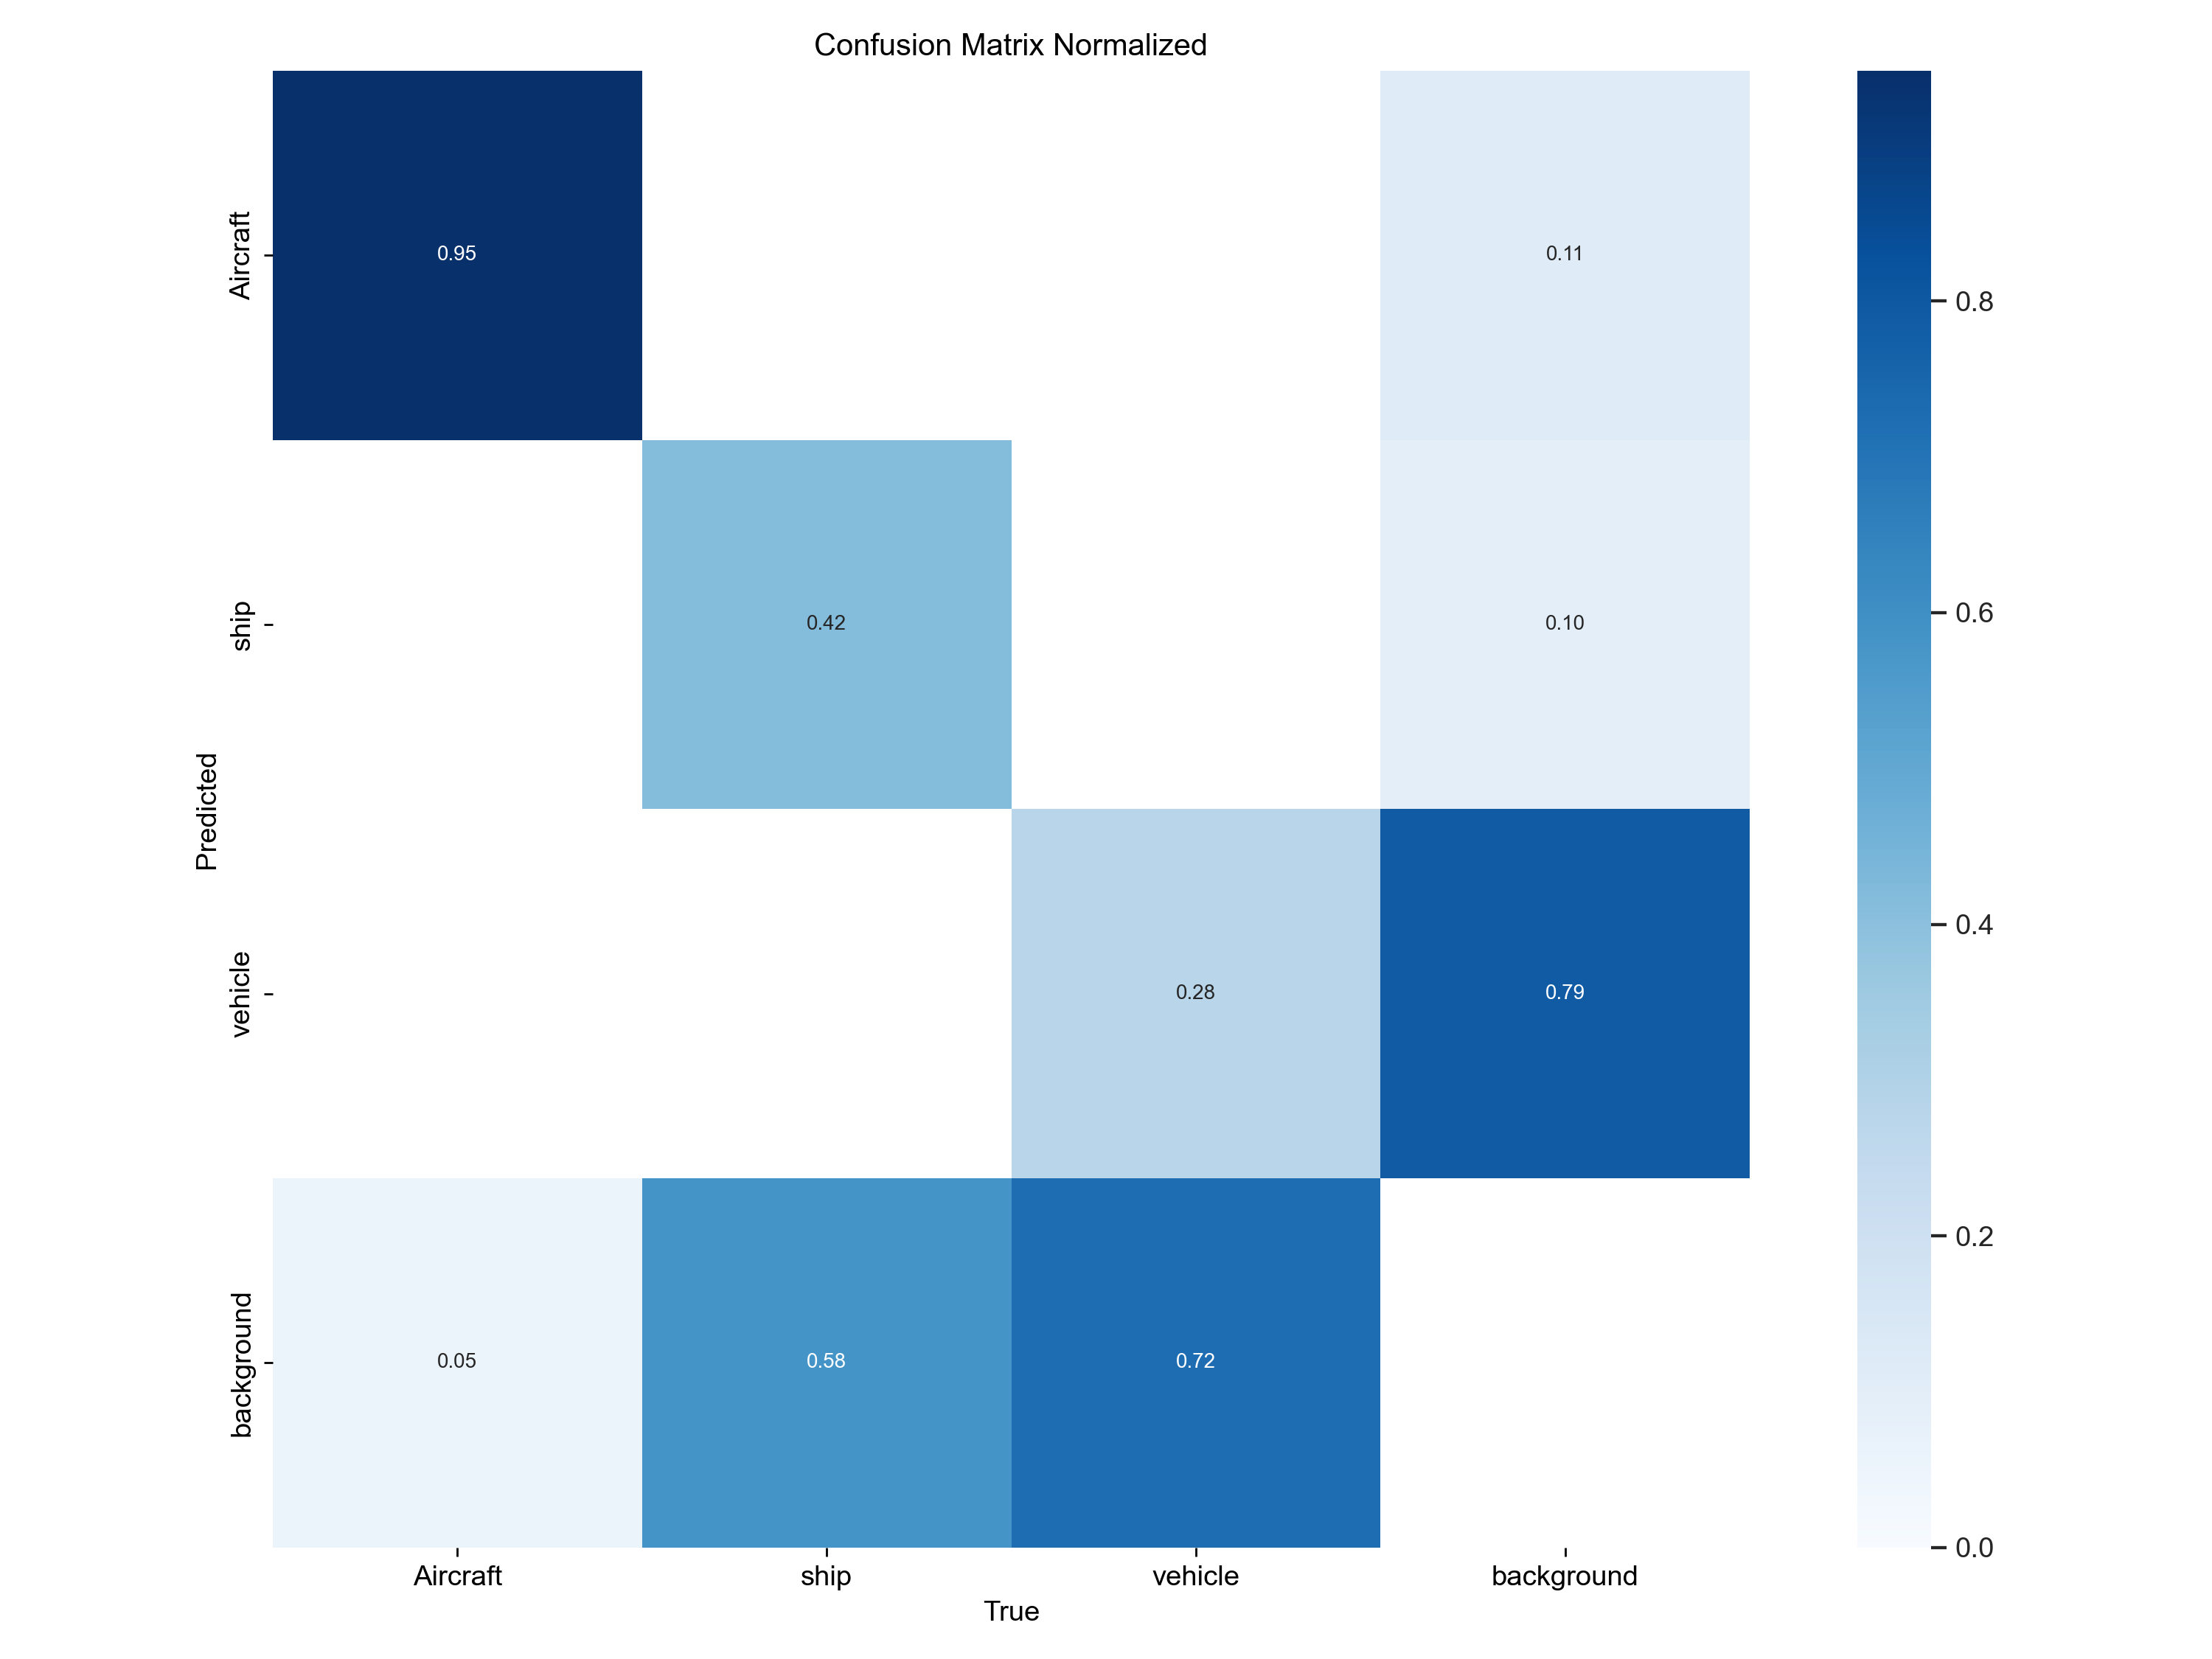 Confusion Matrix Normalized
Aircraft
0.95
0.11
0.8
ship
0.42
0.10
0.6
Predicted
0.4
vehicle
0.28
0.79
0.2
background
0.05
0.58
0.72
0.0
Aircraft
ship
vehicle
background
True